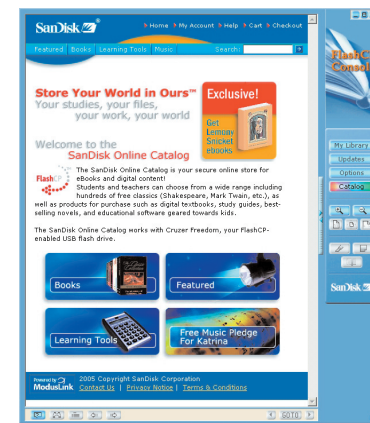 SanDisk
Home My Account Help Cart Checkout
Featured Books Learning Tools Music Search:
Store Your World in Ours™
Your studies, your files,
your work, your world
Exclusive!
Get
Lemony
Snicket
ebooks
Welcome to the
SanDisk Online Catalog
FlashCP
The SanDisk Online Catalog is your secure online store for
eBooks and digital content!
Students and teachers can choose from a wide range including
hundreds of free classics (Shakespeare, Mark Twain, etc.), as
well as products for purchase such as digital textbooks, study guides, best-
selling novels, and educational software geared towards kids.
The SanDisk Online Catalog works with Cruzer Freedom, your FlashCP-
enabled USB flash drive.
Books
Featured
Learning Tools
Free Music Pledge
For Katrina
Powered by
ModusLink
2005 Copyright SanDisk Corporation
Contact Us | Privacy Notice | Terms & Conditions
GOTO
FlashC
Consol
My Library
Updates
Options
Catalog
SanDisk